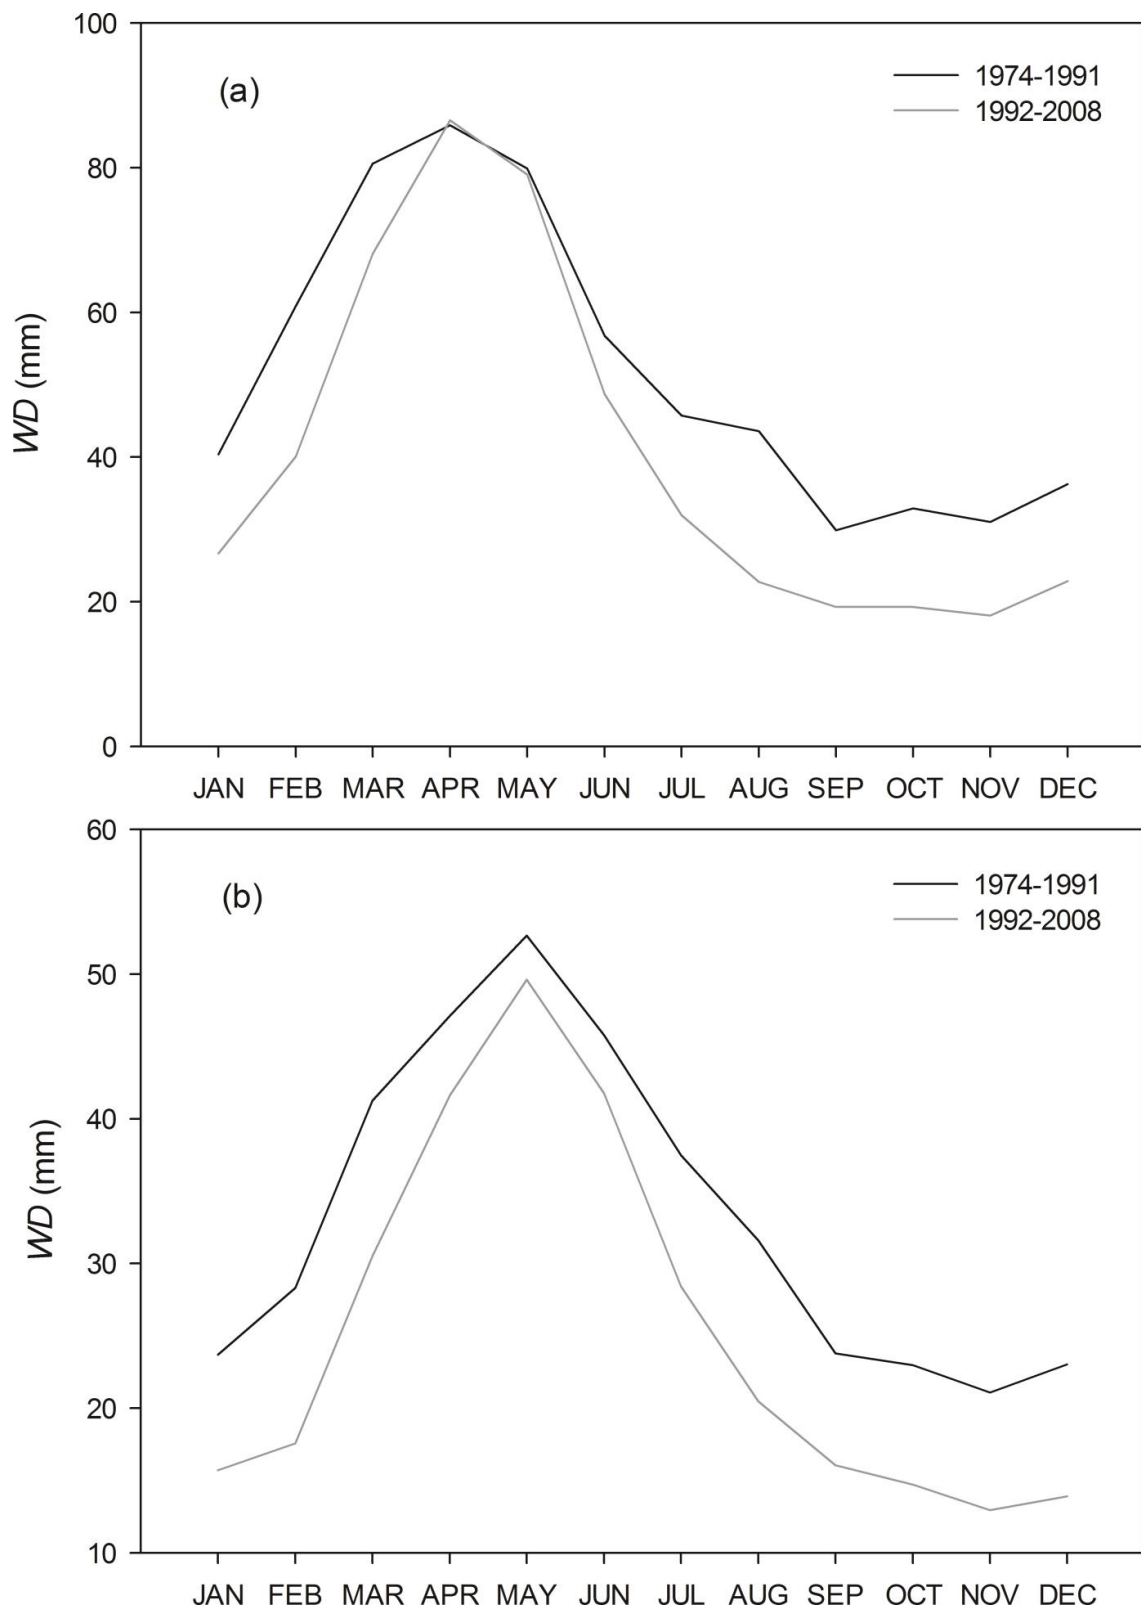 100
80
60
40
20
0
WD (mm)
(a)
1974-1991
1992-2008
JAN FEB MAR APR MAY JUN JUL AUG SEP OCT NOV DEC
60
50
40
30
20
10
WD (mm)
(b)
1974-1991
1992-2008
JAN FEB MAR APR MAY JUN JUL AUG SEP OCT NOV DEC